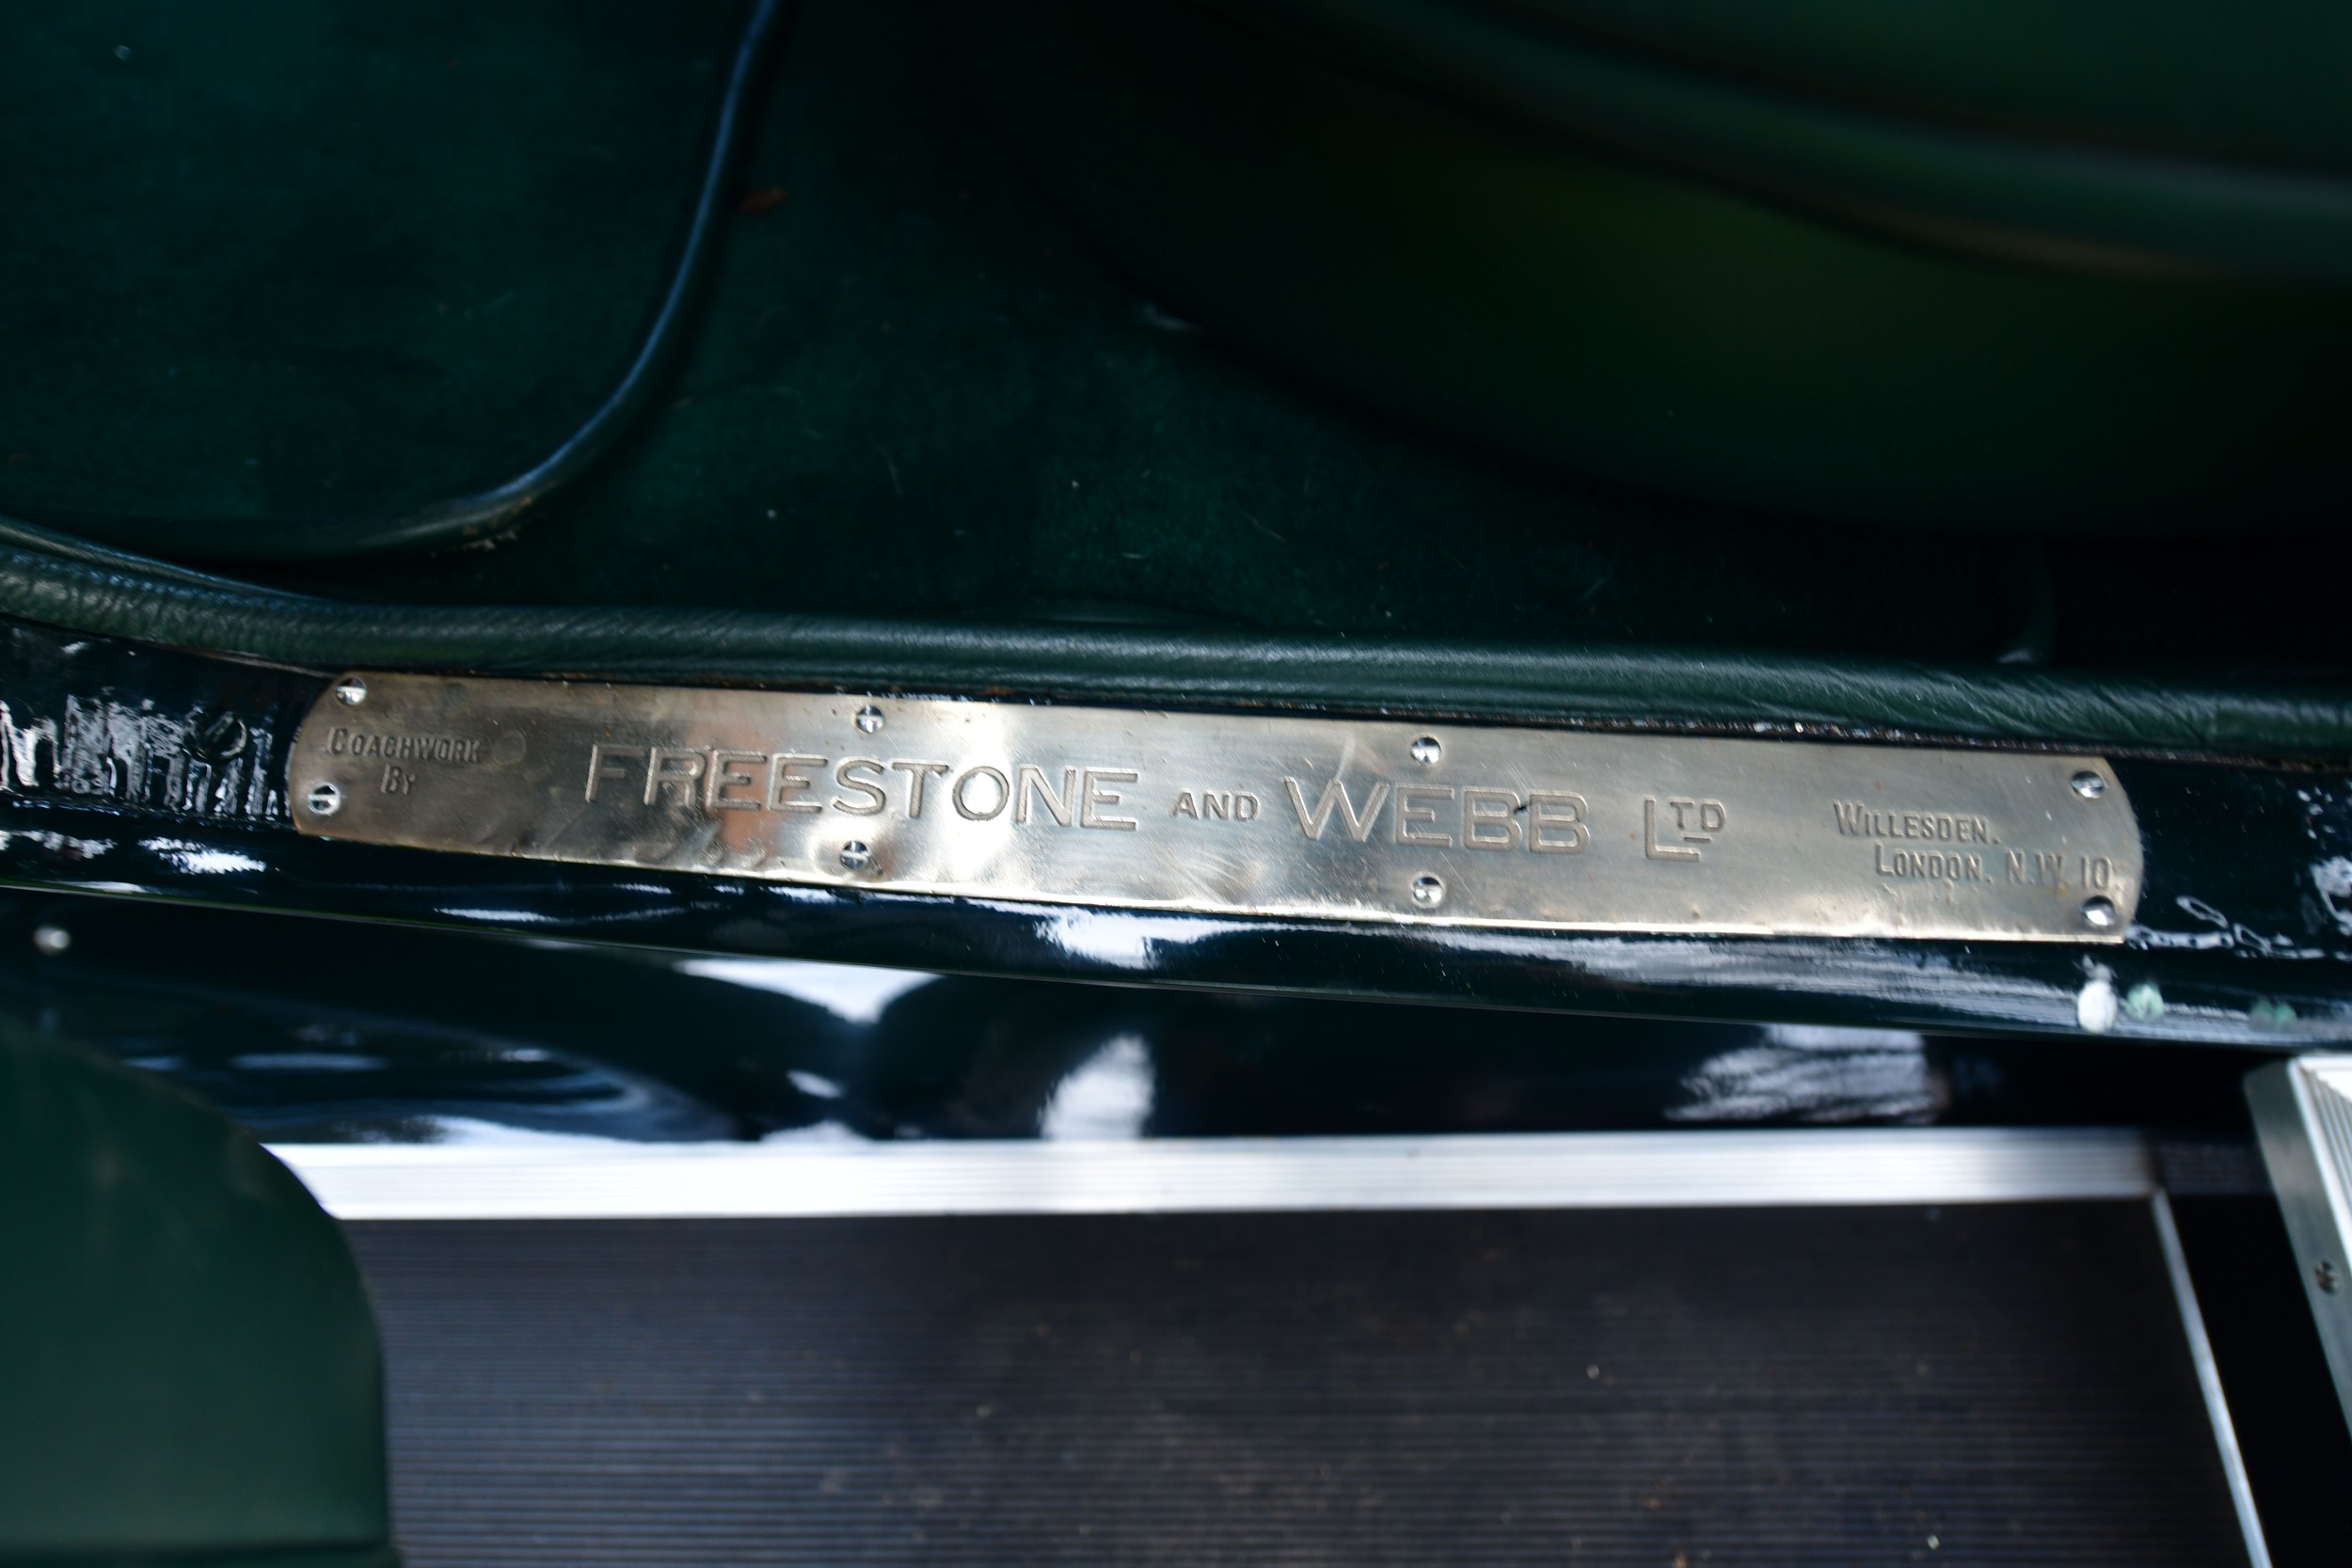 COACHWORK
BY
FREESTONE AND WEBB LTD
WILLESDEN.
LONDON. N.W. 10.